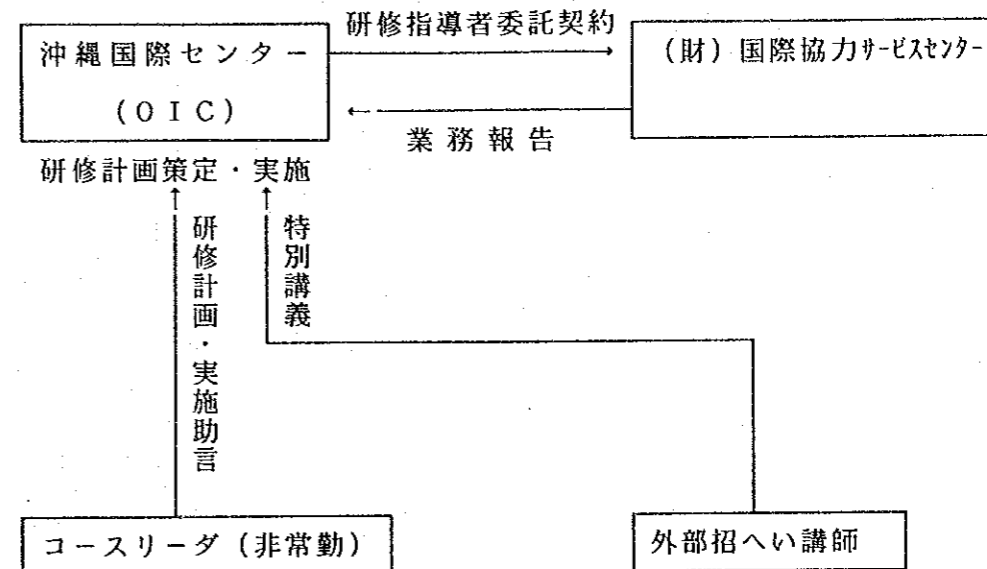 研修指導者委託契約
沖縄国際センター
(OIC)
(財)国際協力サービスセンター
業務報告
研修計画策定・実施
研修計画・実施助言
特別講義
コースリーダ(非常勤)
外部招へい講師